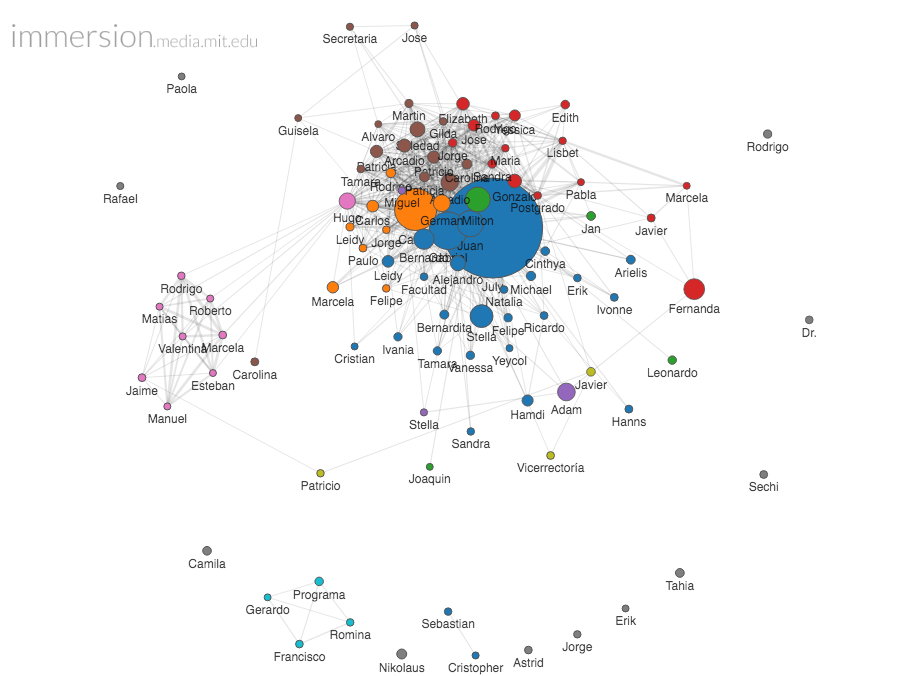 immersion.media.mit.edu
Secretaria
Jose
Paola
Martin
Elizabeth
Edith
Guisela
Alvaro
Gilda
Rodrigo
Yessica
Soledad
Jose
Rodrigo
Lisbet
Arcadio
Jorge
Maria
Patricio
Patricio
Carolina
Sandra
Tamara
Rodrigo
Patricia
Pabla
Marcela
Rafael
Miguel
Arcadio
Gonzalo
Postgrado
Hugo
Carlos
German
Milton
Jan
Javier
Leidy
Jorge
Juan
Paulo
Bernardo
Gabriel
Cinthya
Arielis
Leidy
Alejandro
Rodrigo
Facultad
July
Michael
Erik
Roberto
Marcela
Felipe
Natalia
Ivonne
Fernanda
Matias
Bernardita
Felipe
Ricardo
Dr.
Valentina
Marcela
Cristian
Ivania
Stella
Tamara
Vanessa
Yeycol
Carolina
Leonardo
Jaime
Esteban
Javier
Manuel
Stella
Hamdi
Adam
Hanns
Sandra
Patricio
Joaquin
Vicerrectoría
Sechi
Camila
Tahia
Programa
Gerardo
Sebastian
Erik
Romina
Francisco
Nikolaus
Cristopher
Astrid
Jorge